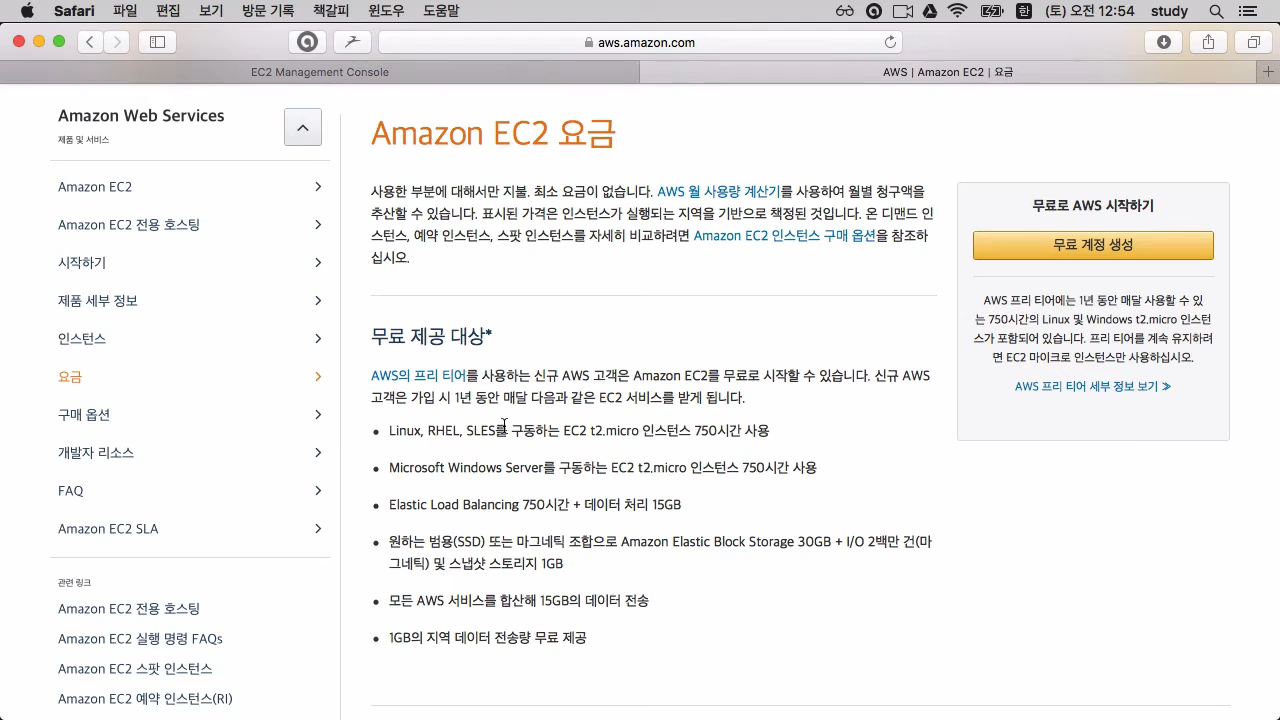 Safari 파일 편집 보기 방문 기록 책갈피 윈도우 도움말 한 (토) 오전 12:54 study
aws.amazon.com
EC2 Management Console
AWS | Amazon EC2 | 요금
Amazon Web Services
제품 및 서비스
Amazon EC2
Amazon EC2 전용 호스팅
시작하기
제품 세부 정보
인스턴스
요금
구매 옵션
개발자 리소스
FAQ
Amazon EC2 SLA
관련 링크
Amazon EC2 전용 호스팅
Amazon EC2 실행 명령 FAQs
Amazon EC2 스팟 인스턴스
Amazon EC2 예약 인스턴스(RI)
Amazon EC2 요금
사용한 부분에 대해서만 지불. 최소 요금이 없습니다. AWS 월 사용량 계산기를 사용하여 월별 청구액을
추산할 수 있습니다. 표시된 가격은 인스턴스가 실행되는 지역을 기반으로 책정된 것입니다. 온 디맨드 인
스턴스, 예약 인스턴스, 스팟 인스턴스를 자세히 비교하려면 Amazon EC2 인스턴스 구매 옵션을 참조하
십시오.
무료 제공 대상*
AWS의 프리 티어를 사용하는 신규 AWS 고객은 Amazon EC2를 무료로 시작할 수 있습니다. 신규 AWS
고객은 가입 시 1년 동안 매달 다음과 같은 EC2 서비스를 받게 됩니다.
• Linux, RHEL, SLES를 구동하는 EC2 t2.micro 인스턴스 750시간 사용
• Microsoft Windows Server를 구동하는 EC2 t2.micro 인스턴스 750시간 사용
• Elastic Load Balancing 750시간 + 데이터 처리 15GB
• 원하는 범용(SSD) 또는 마그네틱 조합으로 Amazon Elastic Block Storage 30GB + I/O 2백만 건(마
그네틱) 및 스냅샷 스토리지 1GB
• 모든 AWS 서비스를 합산해 15GB의 데이터 전송
• 1GB의 지역 데이터 전송량 무료 제공
무료로 AWS 시작하기
무료 계정 생성
AWS 프리 티어에는 1년 동안 매달 사용할 수 있
는 750시간의 Linux 및 Windows t2.micro 인스턴
스가 포함되어 있습니다. 프리 티어를 계속 유지하려
면 EC2 마이크로 인스턴스만 사용하십시오.
AWS 프리 티어 세부 정보 보기 ≫